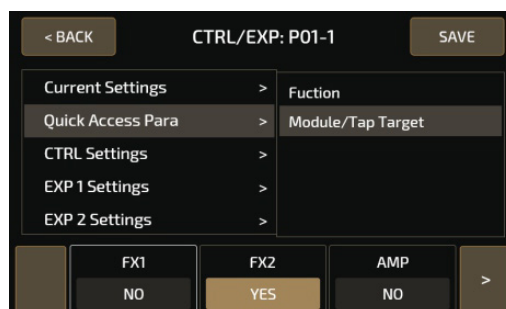 < BACK CTRL/EXP: P01-1 SAVE
Current Settings >
Quick Access Para >
CTRL Settings >
EXP 1 Settings >
EXP 2 Settings >
Fuction
Module/Tap Target
FX1 FX2 AMP
NO YES NO >